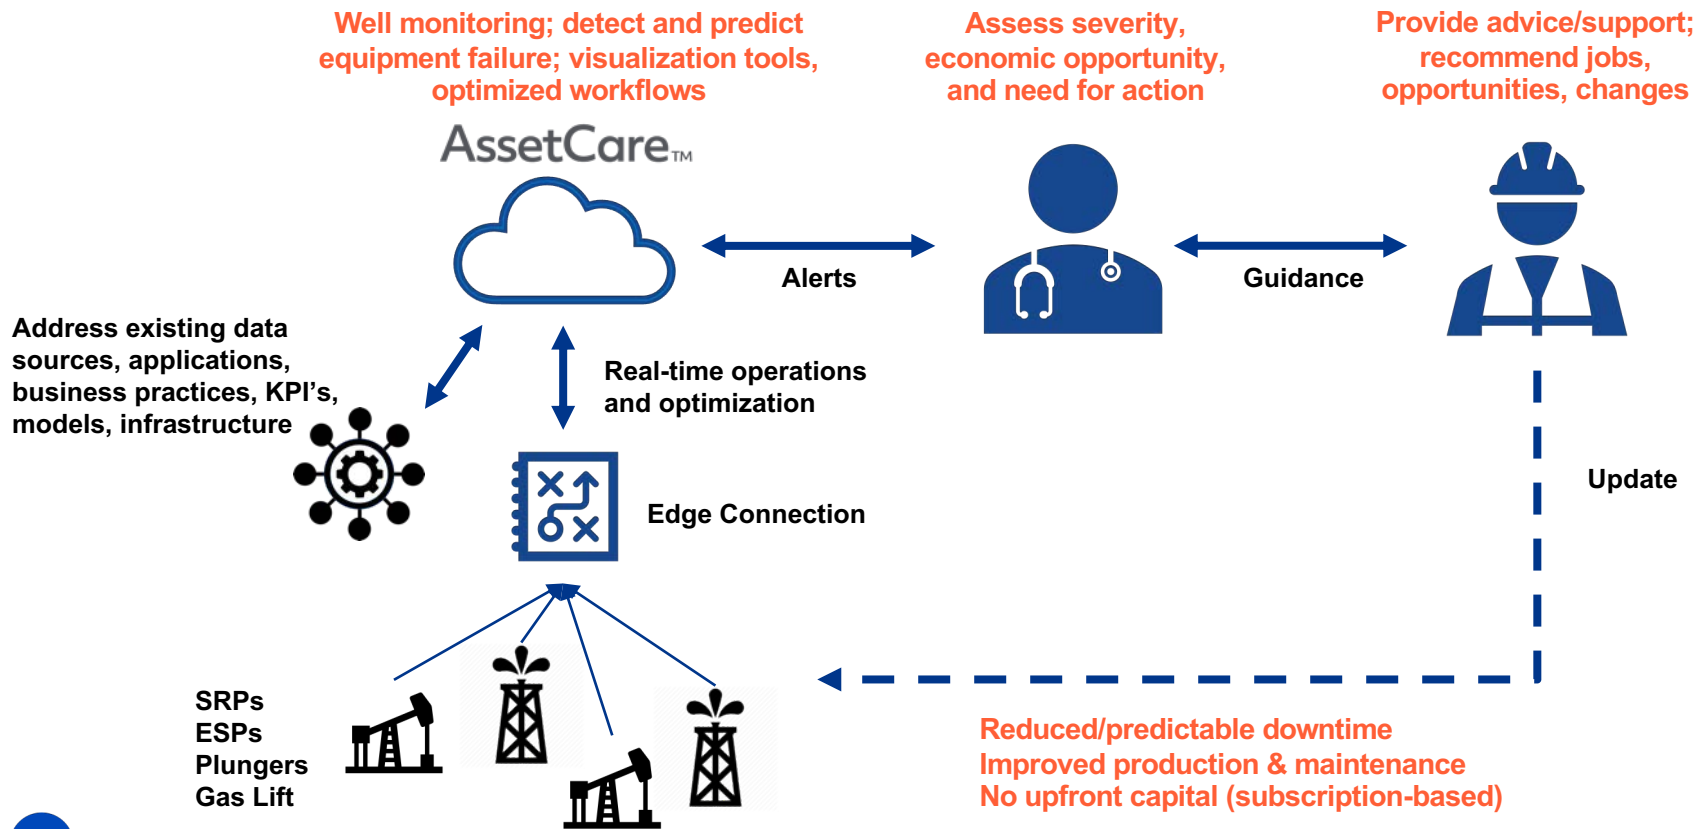 Well monitoring; detect and predict
equipment failure; visualization tools,
optimized workflows
Assess severity,
economic opportunity,
and need for action
Provide advice/support;
recommend jobs,
opportunities, changes
AssetCare™
Alerts
Guidance
Address existing data
sources, applications,
business practices, KPI’s,
models, infrastructure
Real-time operations
and optimization
Edge Connection
Update
SRPs
ESPs
Plungers
Gas Lift
Reduced/predictable downtime
Improved production & maintenance
No upfront capital (subscription-based)